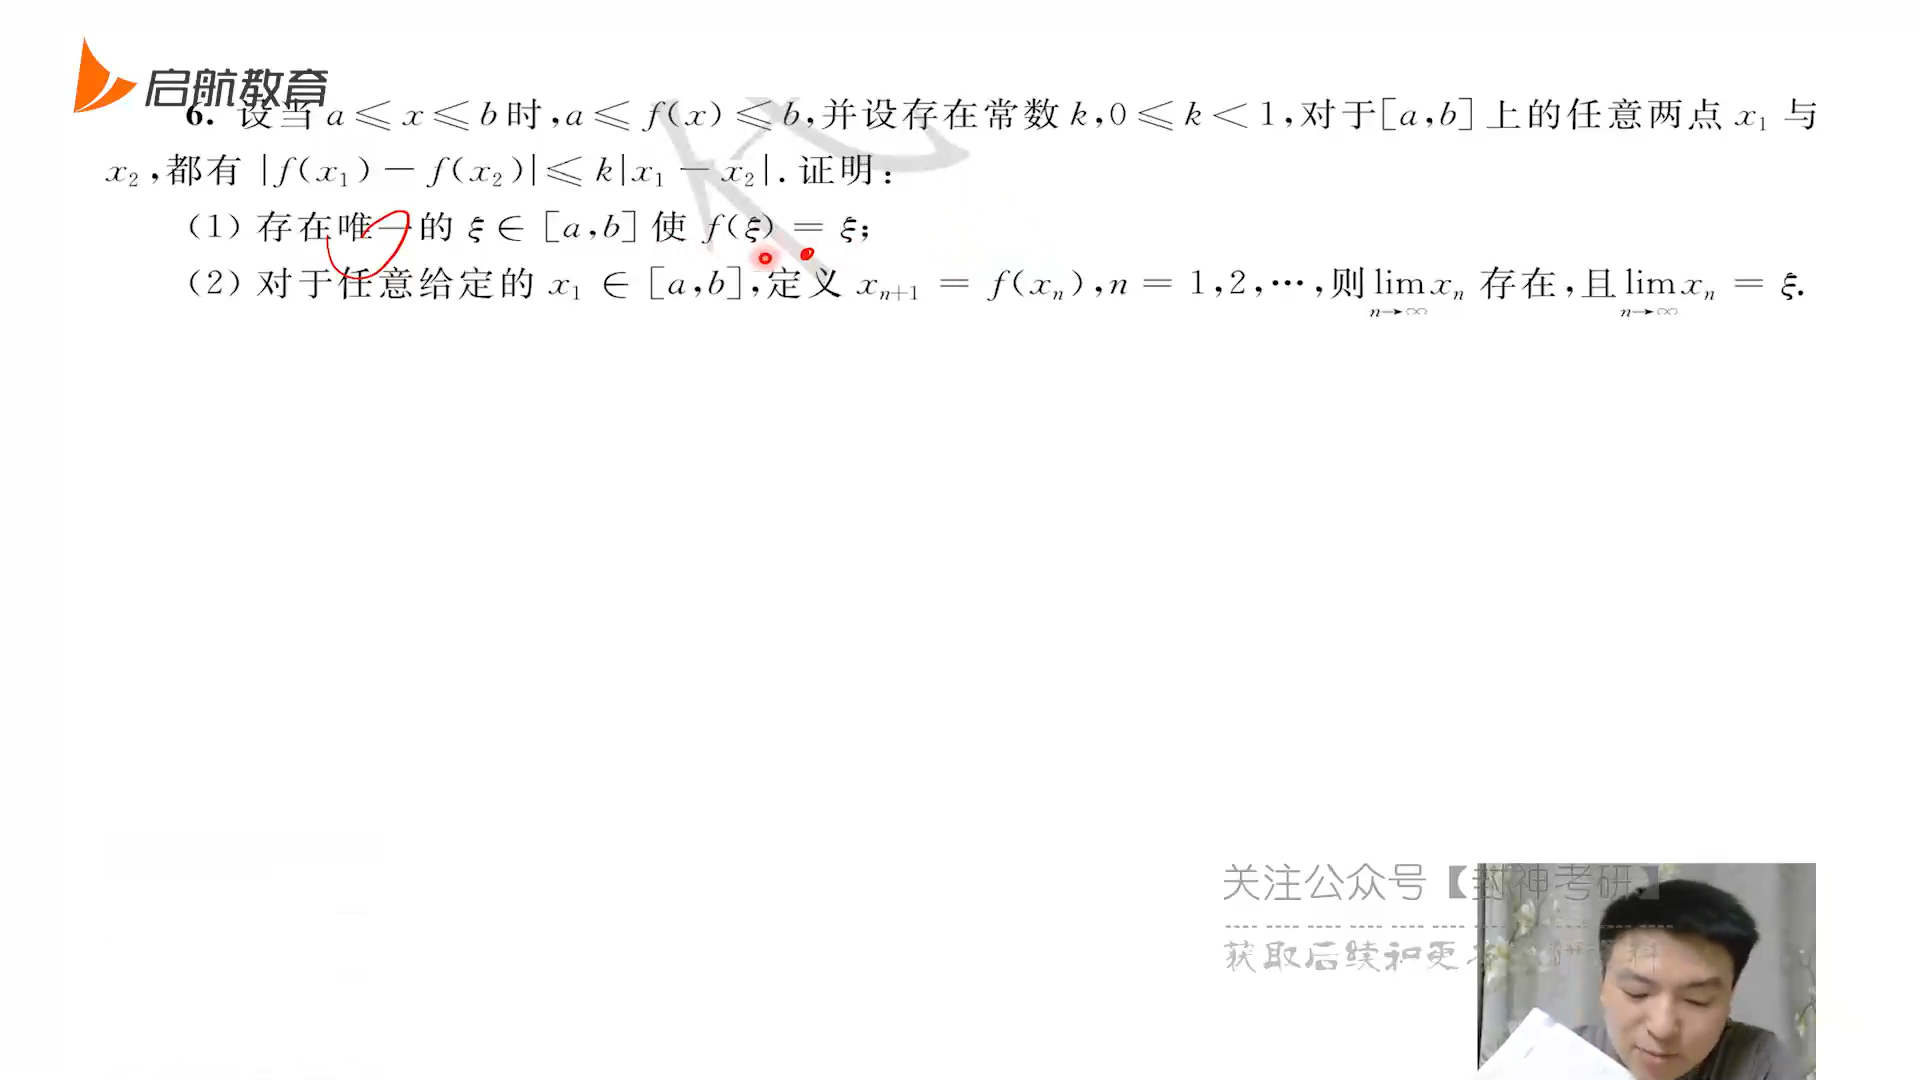 启航教育
6. 设当 a ≤ x ≤ b 时, a ≤ f(x) ≤ b, 并设存在常数 k, 0 ≤ k < 1, 对于[a,b]上的任意两点 x₁ 与
x₂, 都有 |f(x₁) − f(x₂)| ≤ k|x₁ − x₂|. 证明:
(1) 存在唯一的 ξ ∈ [a,b] 使 f(ξ) = ξ;
(2) 对于任意给定的 x₁ ∈ [a,b], 定义 xₙ₊₁ = f(xₙ), n = 1,2,⋯, 则 lim xₙ 存在, 且 lim xₙ = ξ.
n→∞ n→∞
关注公众号【封神考研】
获取后续和更